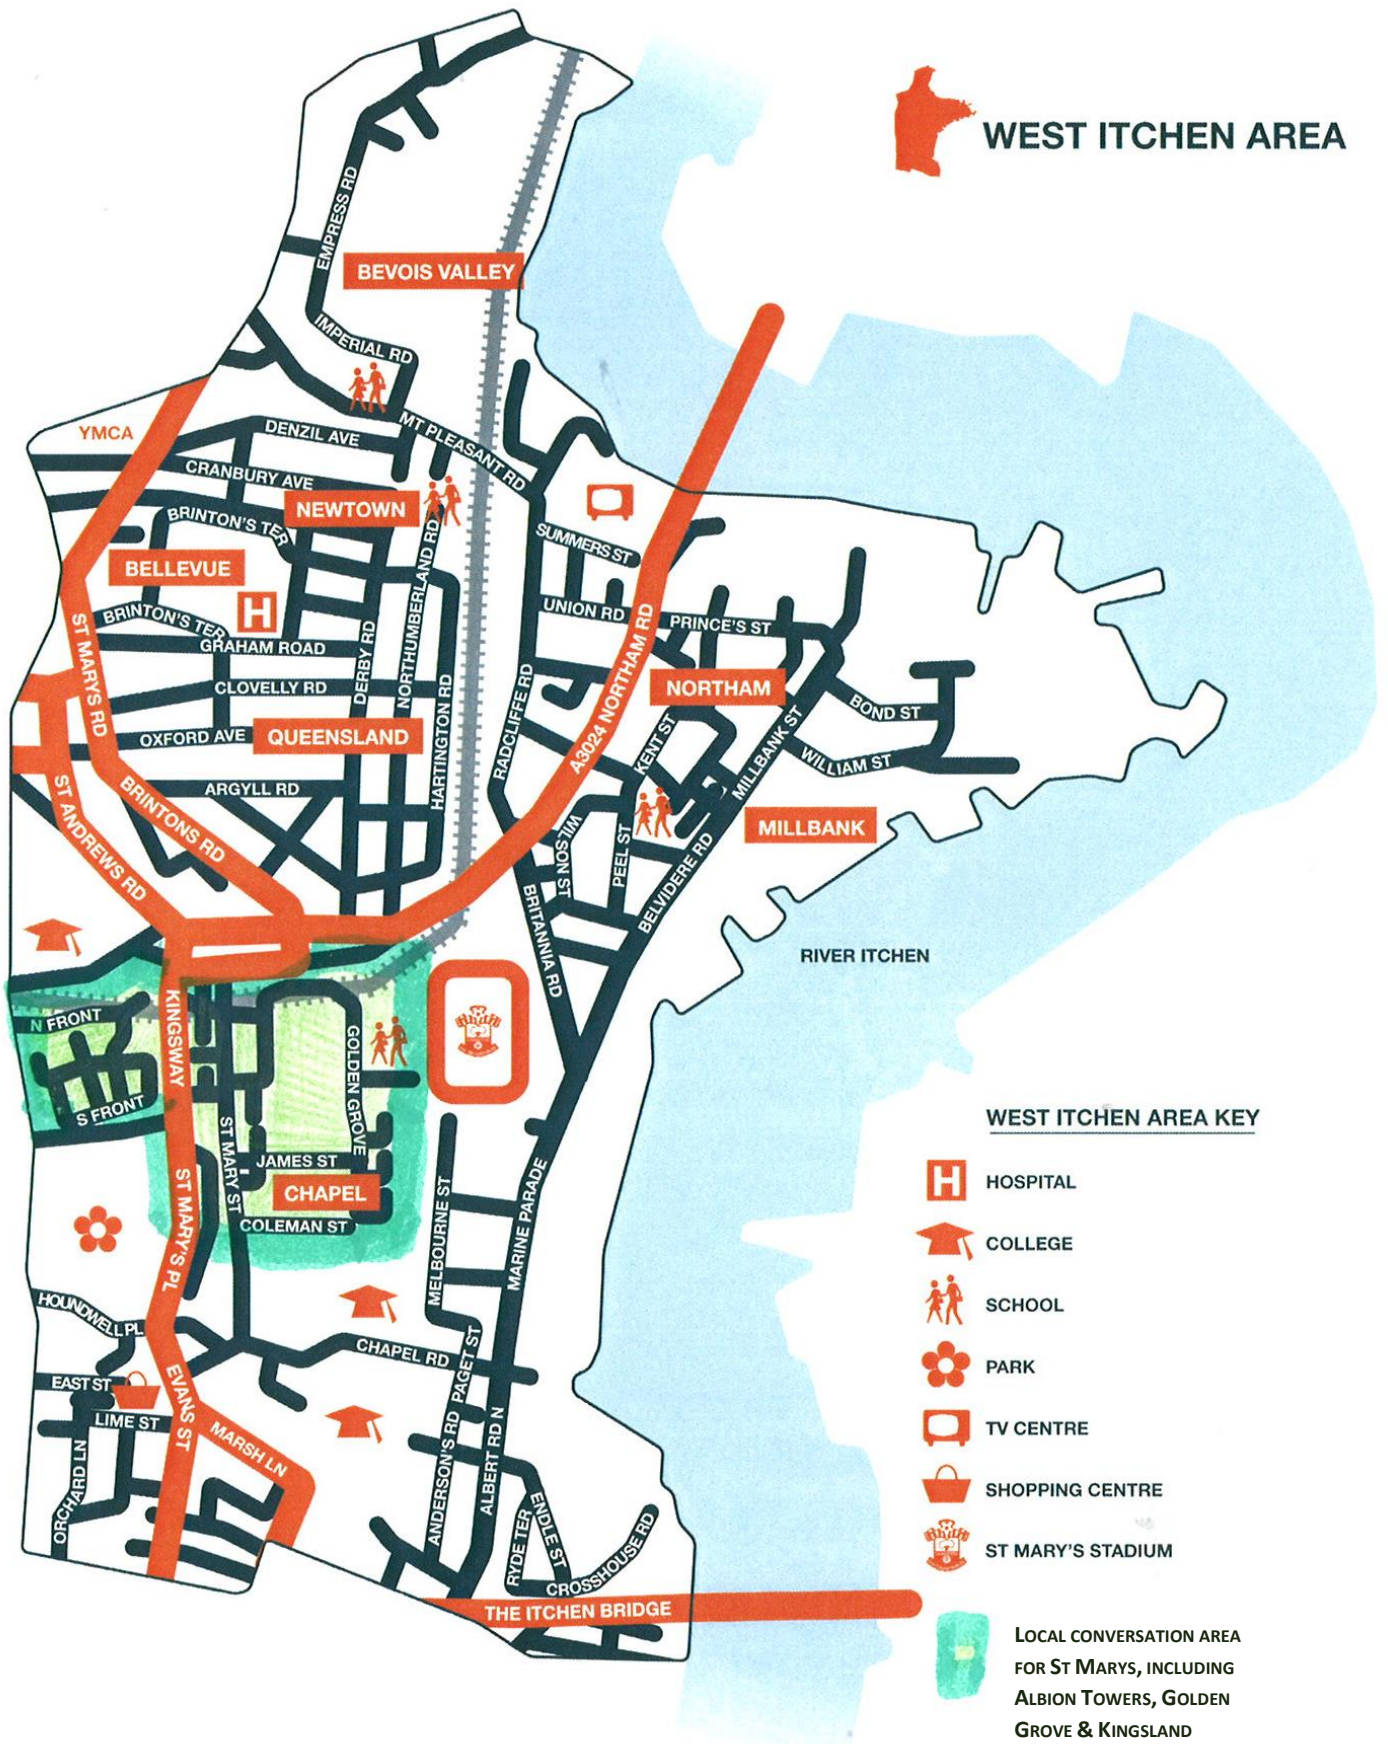 WEST ITCHEN AREA
EMPRESS RD
BEVOIS VALLEY
IMPERIAL RD
YMCA
DENZIL AVE
MT PLEASANT RD
CRANBURY AVE
NEWTOWN
BRINTON'S TER
SUMMERS ST
BELLEVUE
H
BRINTON'S TER
GRAHAM ROAD
UNION RD
PRINCE'S ST
ST MARYS RD
DERBY RD
NORTHUMBERLAND RD
CLOVELLY RD
NORTHAM
BOND ST
OXFORD AVE
QUEENSLAND
HARTINGTON RD
RADCLIFFE RD
A3024 NORTHAM RD
KENT ST
MILLBANK ST
WILLIAM ST
ARGYLL RD
ST ANDREWS RD
BRINTONS RD
MILLBANK
WILSON ST
PEEL ST
BELVIDERE RD
BRITANNIA RD
RIVER ITCHEN
N FRONT
KINGSWAY
GOLDEN GROVE
S FRONT
ST MARY ST
JAMES ST
CHAPEL
COLEMAN ST
ST MARY'S PL
MELBOURNE ST
MARINE PARADE
HOUNDWELL PL
CHAPEL RD
PAGET ST
EAST ST
EVANS ST
LIME ST
MARSH LN
ORCHARD LN
ANDERSON'S RD
ALBERT RD N
RYDE TER
ENDLE ST
CROSSHOUSE RD
THE ITCHEN BRIDGE
WEST ITCHEN AREA KEY
H
HOSPITAL
COLLEGE
SCHOOL
PARK
TV CENTRE
SHOPPING CENTRE
ST MARY'S STADIUM
LOCAL CONVERSATION AREA
FOR ST MARYS, INCLUDING
ALBION TOWERS, GOLDEN
GROVE & KINGSLAND